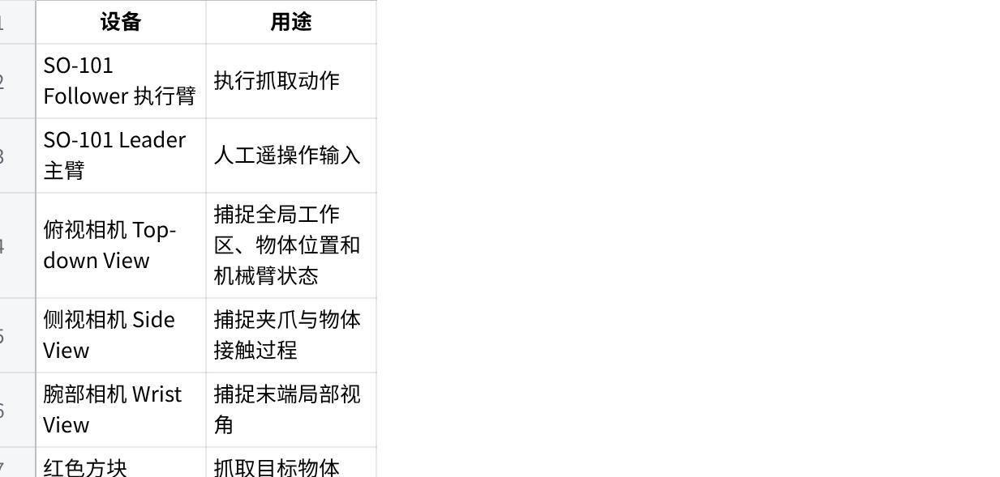 1
设备
用途
2
SO-101
Follower 执行臂
执行抓取动作
3
SO-101 Leader
主臂
人工遥操作输入
4
俯视相机 Top-
down View
捕捉全局工作
区、物体位置和
机械臂状态
5
侧视相机 Side
View
捕捉夹爪与物体
接触过程
6
腕部相机 Wrist
View
捕捉末端局部视
角
7
红色方块
抓取目标物体